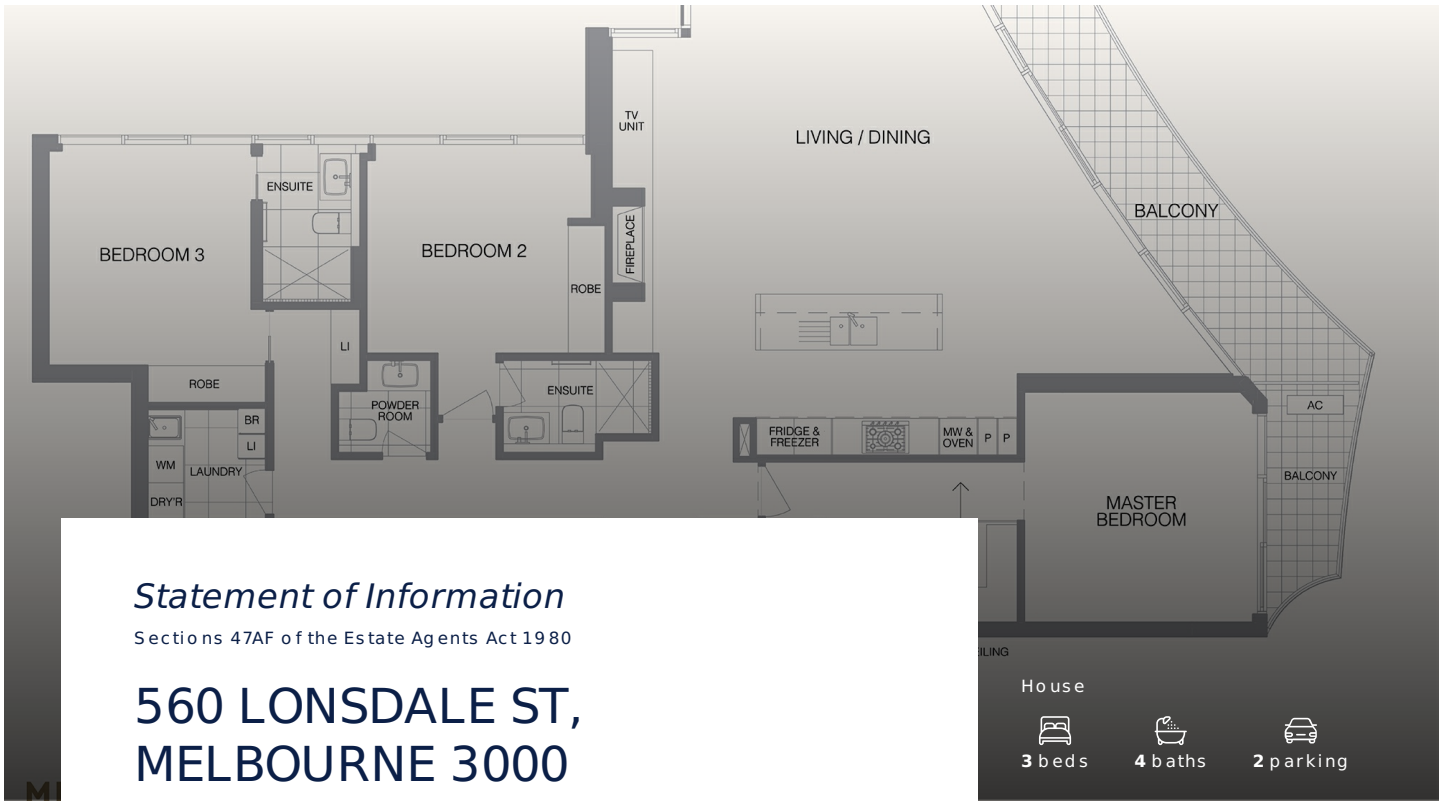 TV
UNIT
LIVING / DINING
ENSUITE
BALCONY
BEDROOM 3
BEDROOM 2
FIREPLACE
ROBE
LI
ROBE
ENSUITE
POWDER
ROOM
AC
BR
LI
FRIDGE &
FREEZER
MW &
OVEN
P
P
WM
LAUNDRY
DRY'R
BALCONY
MASTER
BEDROOM
Statement of Information
Sections 47AF of the Estate Agents Act 1980
560 LONSDALE ST,
MELBOURNE 3000
EILING
House
3 beds
4 baths
2 parking